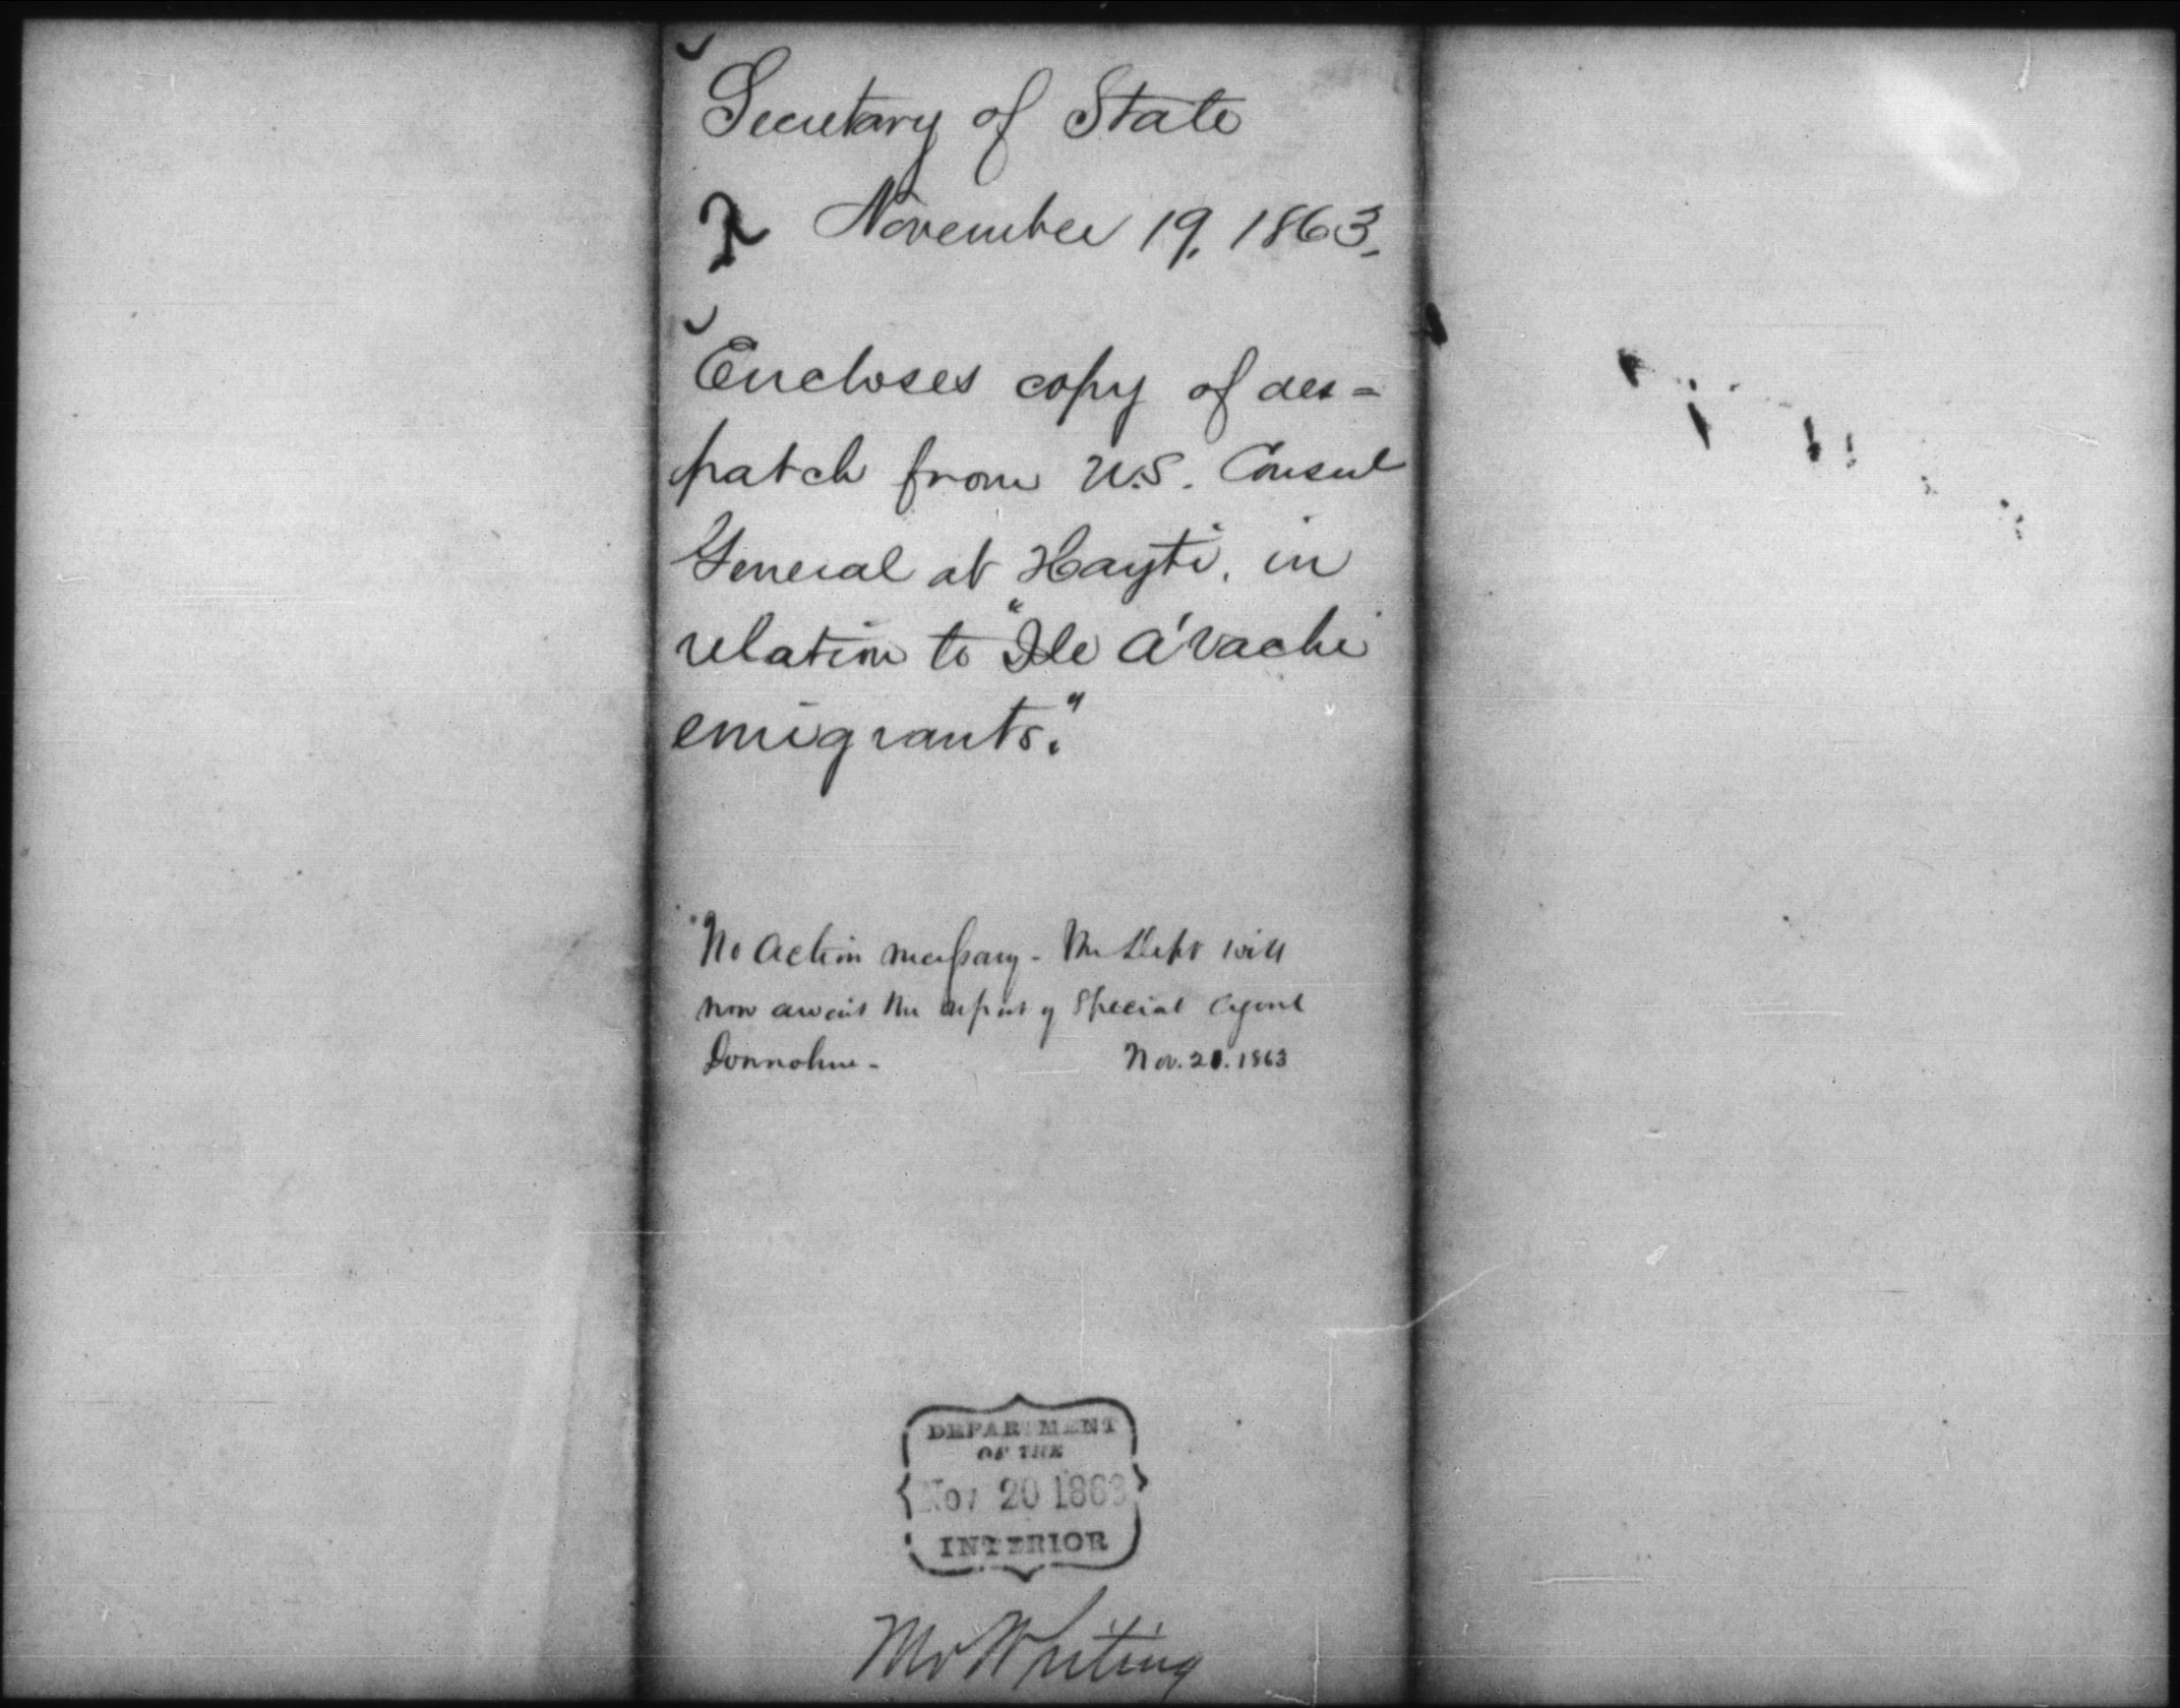 Secretary of State
November 19, 1863.
Encloses copy of des=
patch from U.S. Consul
General at Hayti, in
relation to "Ile A'Vache
emigrants."
No action necessary - The Dept will
now await the report of Special Agent
Donnohue - Nov. 20. 1863
DEPARTMENT
OF THE
Nov 20 1863
INTERIOR
Mr Whiting